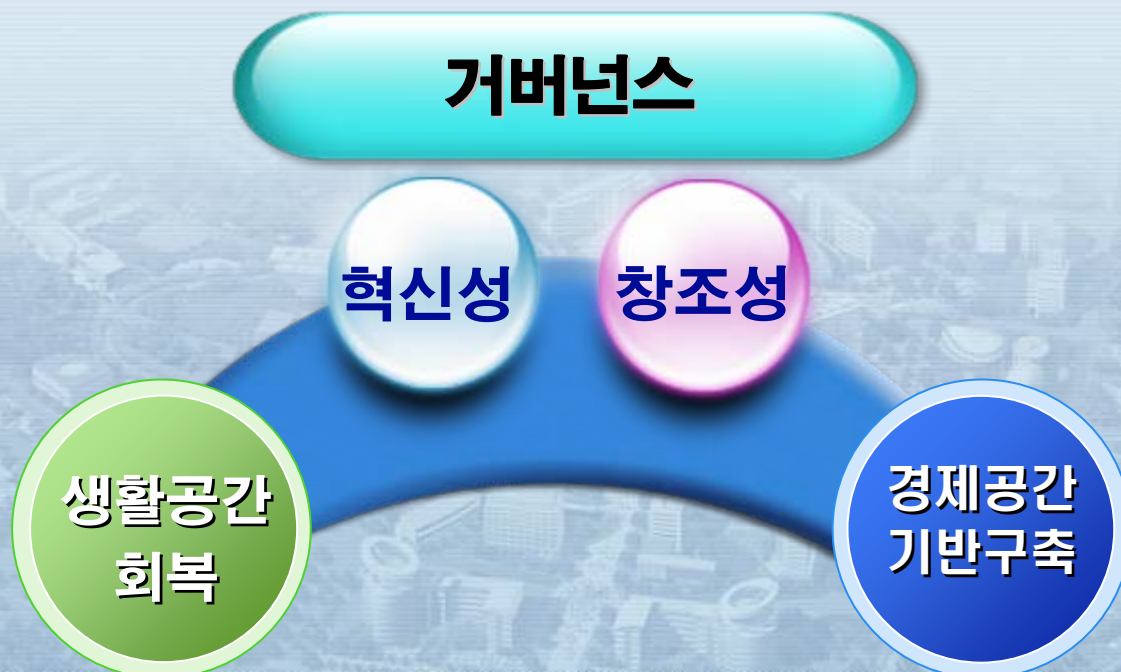 거버넌스
혁신성
창조성
생활공간
회복
경제공간
기반구축